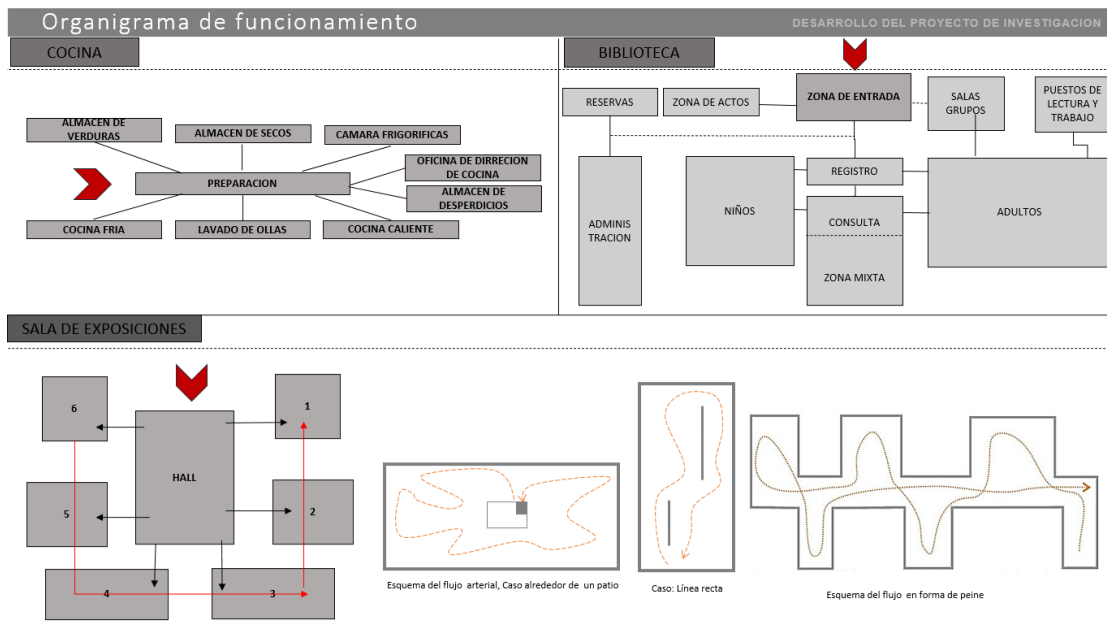 Organigrama de funcionamiento
DESARROLLO DEL PROYECTO DE INVESTIGACION
COCINA
ALMACEN DE
VERDURAS
ALMACEN DE SECOS
CAMARA FRIGORIFICAS
OFICINA DE DIRRECION
DE COCINA
PREPARACION
ALMACEN DE
DESPERDICIOS
COCINA FRIA
LAVADO DE OLLAS
COCINA CALIENTE
BIBLIOTECA
RESERVAS
ZONA DE ACTOS
ZONA DE ENTRADA
SALAS
GRUPOS
PUESTOS DE
LECTURA Y
TRABAJO
REGISTRO
ADMINIS
TRACION
NIÑOS
CONSULTA
ADULTOS
ZONA MIXTA
SALA DE EXPOSICIONES
6
1
HALL
5
2
4
3
Esquema del flujo arterial, Caso alrededor de un patio
Caso: Línea recta
Esquema del flujo en forma de peine